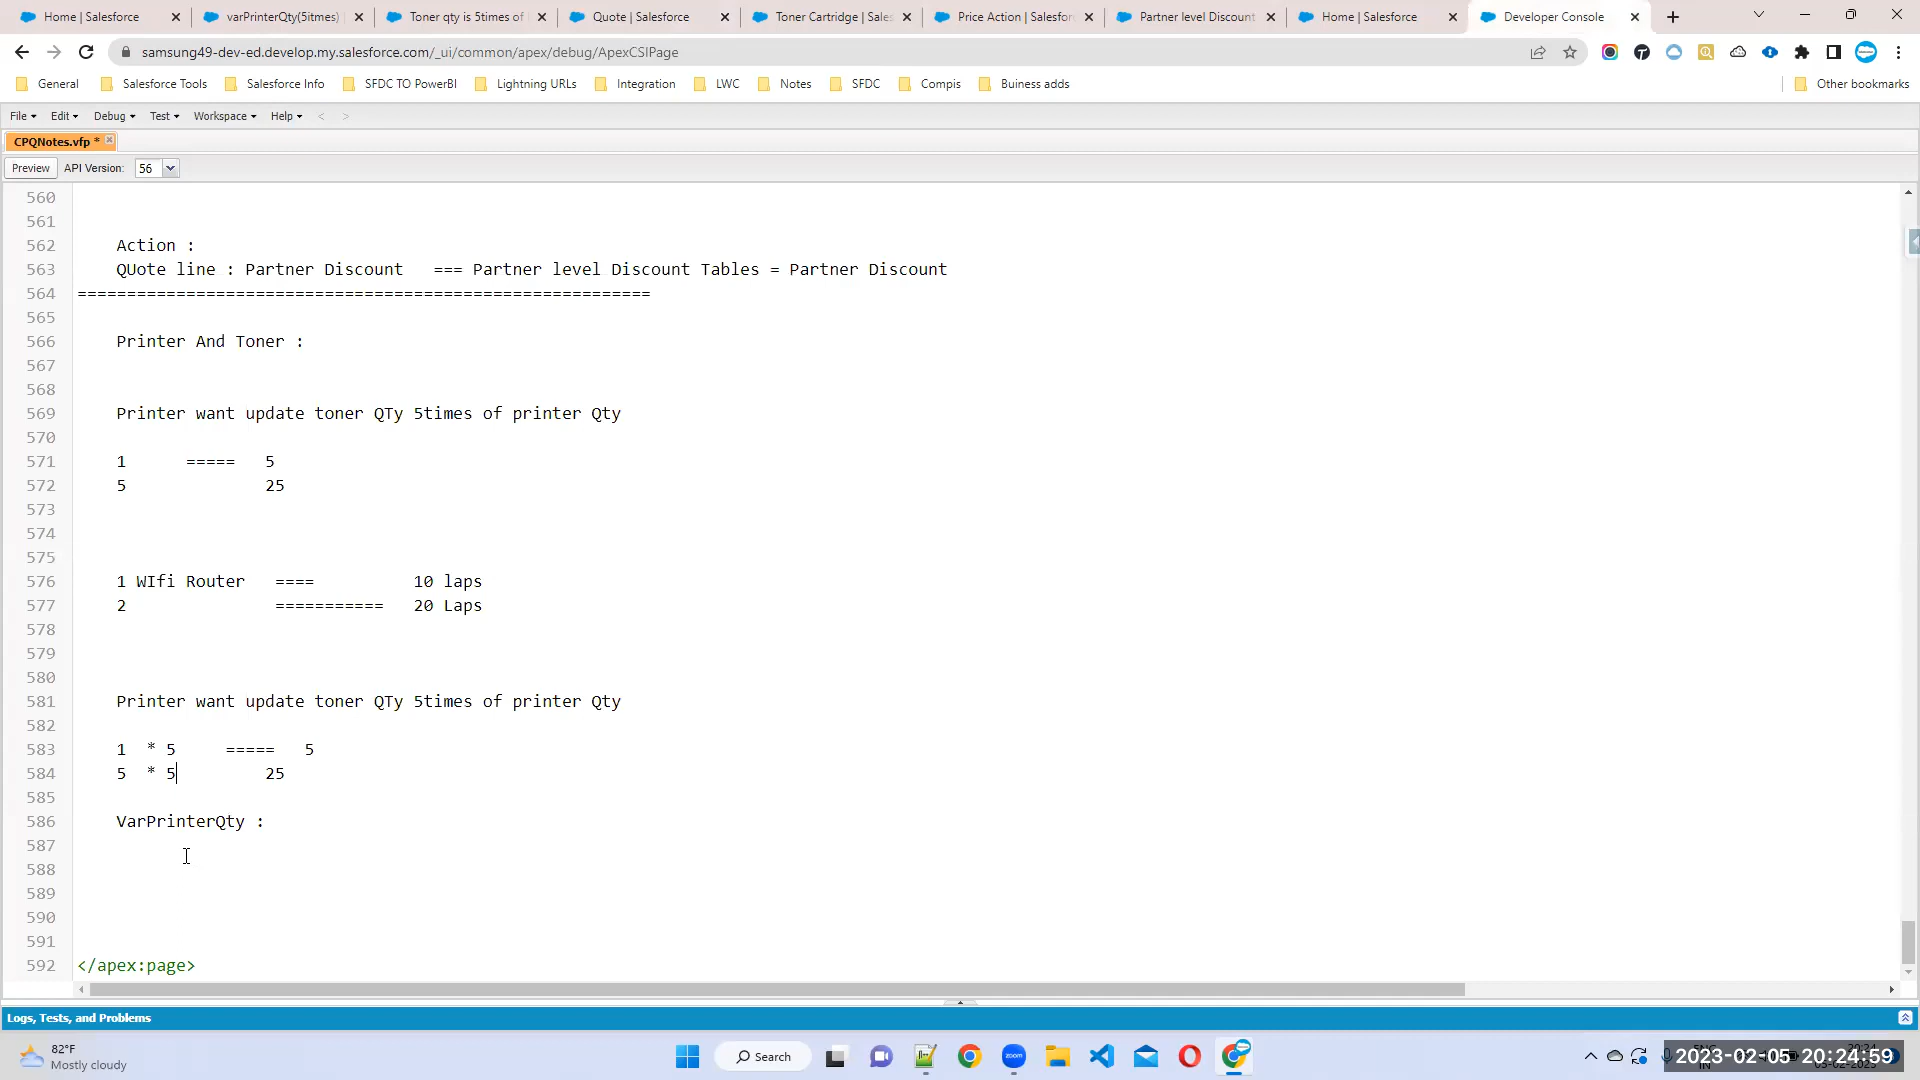 Home | Salesforce
varPrinterQty(5itmes) |
Toner qty is 5times of
Quote | Salesforce
Toner Cartridge | Sales
Price Action | Salesforc
Partner level Discount
Home | Salesforce
Developer Console
samsung49-dev-ed.develop.my.salesforce.com/_ui/common/apex/debug/ApexCSIPage
General
Salesforce Tools
Salesforce Info
SFDC TO PowerBI
Lightning URLs
Integration
LWC
Notes
SFDC
Compis
Buiness adds
Other bookmarks
File
Edit
Debug
Test
Workspace
Help
<
>
CPQNotes.vfp *
Preview
API Version:
56
560
561
562 Action :
563 QUote line : Partner Discount === Partner level Discount Tables = Partner Discount
564 ==========================================================
565
566 Printer And Toner :
567
568
569 Printer want update toner QTy 5times of printer Qty
570
571 1 ===== 5
572 5 25
573
574
575
576 1 WIfi Router ==== 10 laps
577 2 =========== 20 Laps
578
579
580
581 Printer want update toner QTy 5times of printer Qty
582
583 1 * 5 ===== 5
584 5 * 5 25
585
586 VarPrinterQty :
587
588
589
590
591
592 </apex:page>
Logs, Tests, and Problems
82°F
Mostly cloudy
Search
zoom
2023-02-05 20:24:59